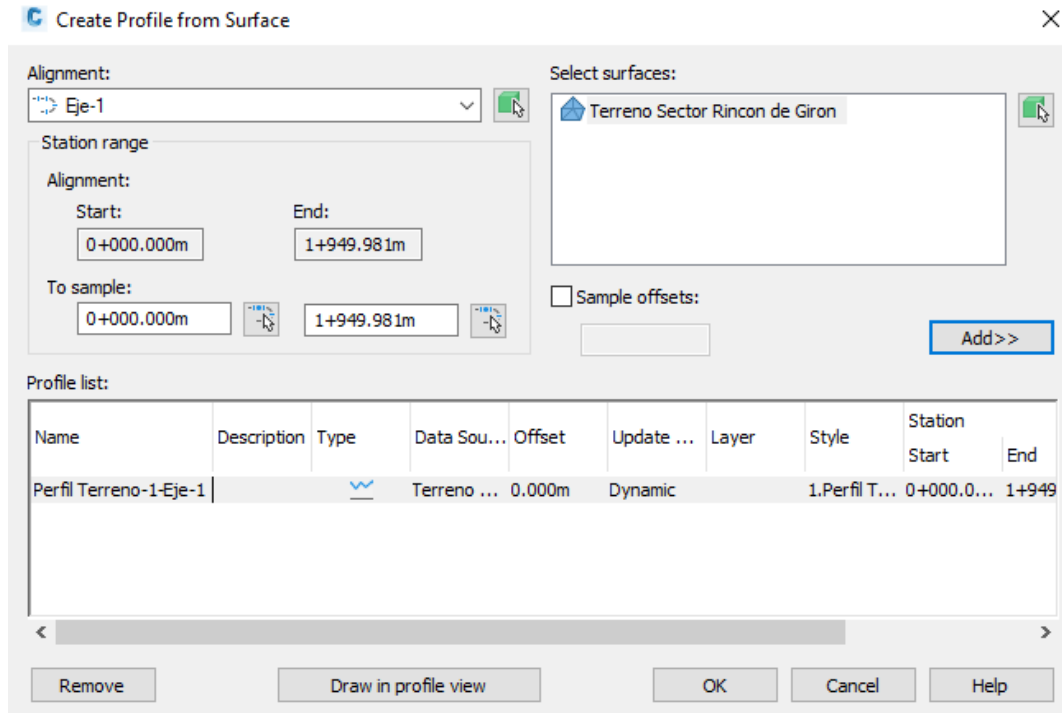 Create Profile from Surface
Alignment:
Eje-1
Station range
Alignment:
Start: End:
0+000.000m 1+949.981m
To sample:
0+000.000m 1+949.981m
Select surfaces:
Terreno Sector Rincon de Giron
Sample offsets:
Add>>
Profile list:
Name Description Type Data Sou... Offset Update ... Layer Style Station
Start End
Perfil Terreno-1-Eje-1 Terreno ... 0.000m Dynamic 1.Perfil T... 0+000.0... 1+949
Remove Draw in profile view OK Cancel Help